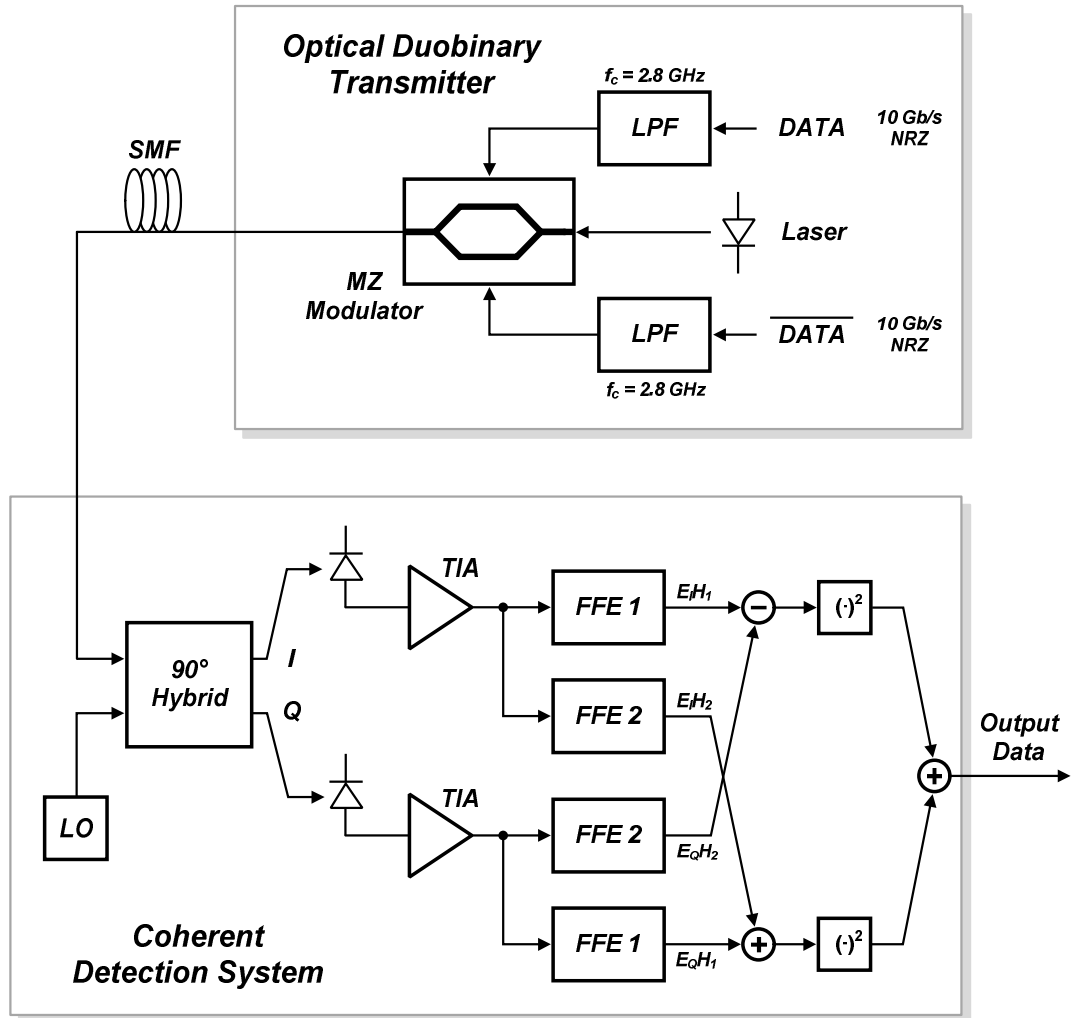 Optical Duobinary
Transmitter
f_c = 2.8 GHz
LPF
DATA
10 Gb/s
NRZ
SMF
Laser
MZ
Modulator
LPF
D̅A̅T̅A̅
10 Gb/s
NRZ
f_c = 2.8 GHz
TIA
FFE 1
E_IH_1
−
(·)²
90°
Hybrid
I
Q
FFE 2
E_IH_2
Output
Data
+
LO
TIA
FFE 2
E_QH_2
FFE 1
E_QH_1
+
(·)²
Coherent
Detection System